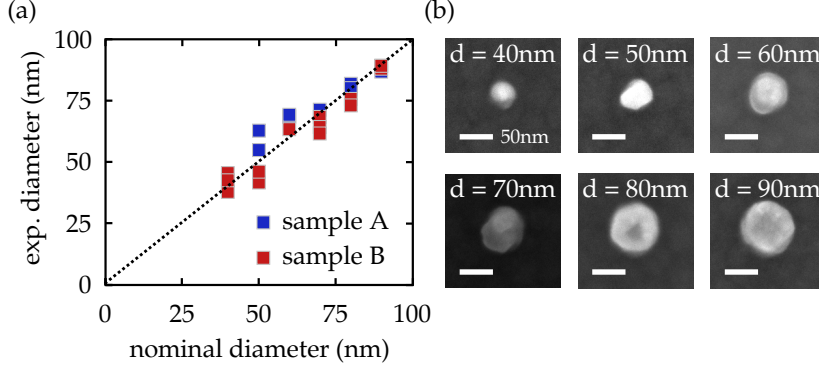 (a)
100
75
50
25
0
exp. diameter (nm)
sample A
sample B
0
25
50
75
100
nominal diameter (nm)
(b)
d = 40nm
50nm
d = 50nm
d = 60nm
d = 70nm
d = 80nm
d = 90nm